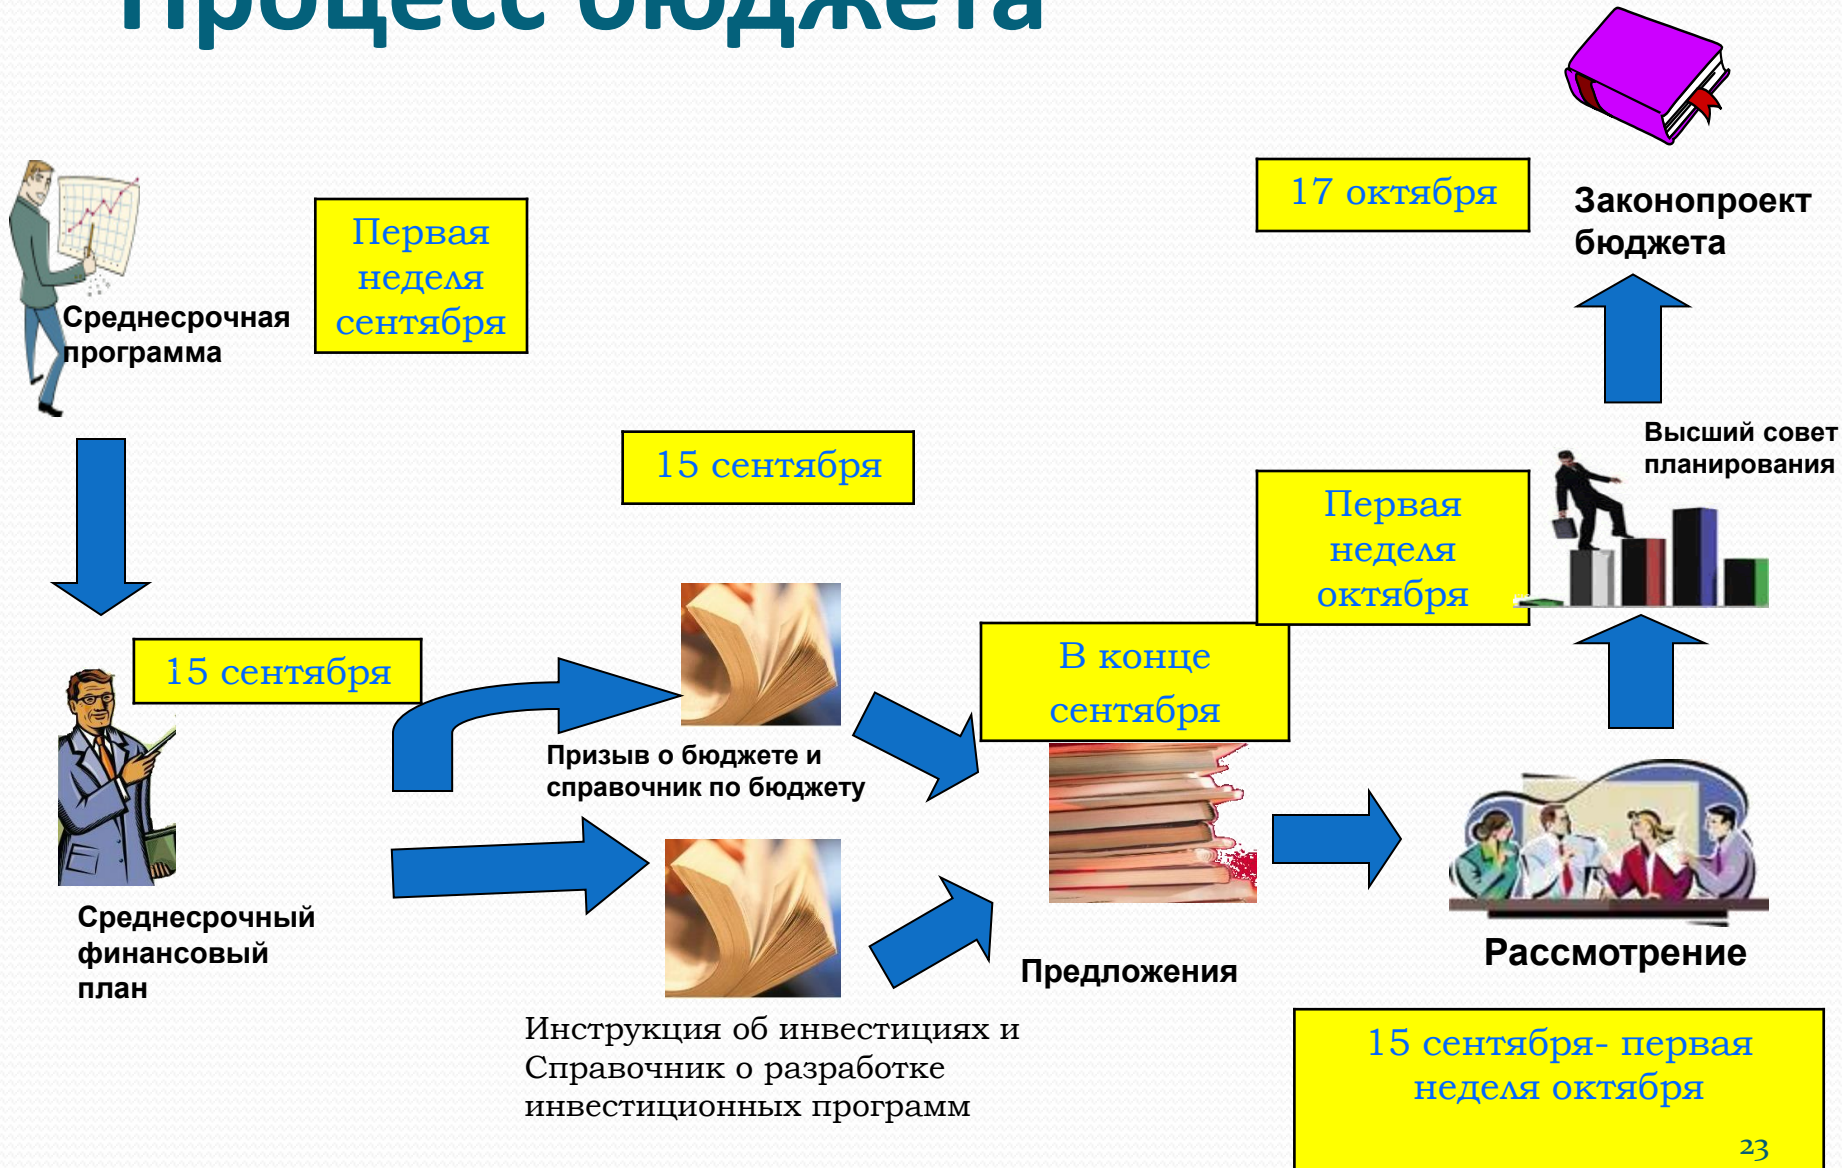 Процесс бюджета
17 октября
Законопроект
бюджета
Первая
неделя
сентября
Среднесрочная
программа
15 сентября
Высший совет
планирования
Первая
неделя
октября
15 сентября
В конце
сентября
Призыв о бюджете и
справочник по бюджету
Среднесрочный
финансовый
план
Предложения
Рассмотрение
Инструкция об инвестициях и
Справочник о разработке
инвестиционных программ
15 сентября- первая
неделя октября
23